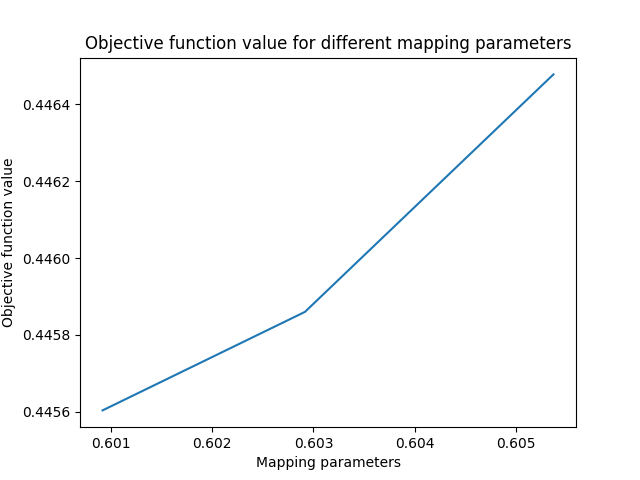 Objective function value for different mapping parameters
0.4464
0.4462
0.4460
0.4458
0.4456
Objective function value
0.601 0.602 0.603 0.604 0.605
Mapping parameters